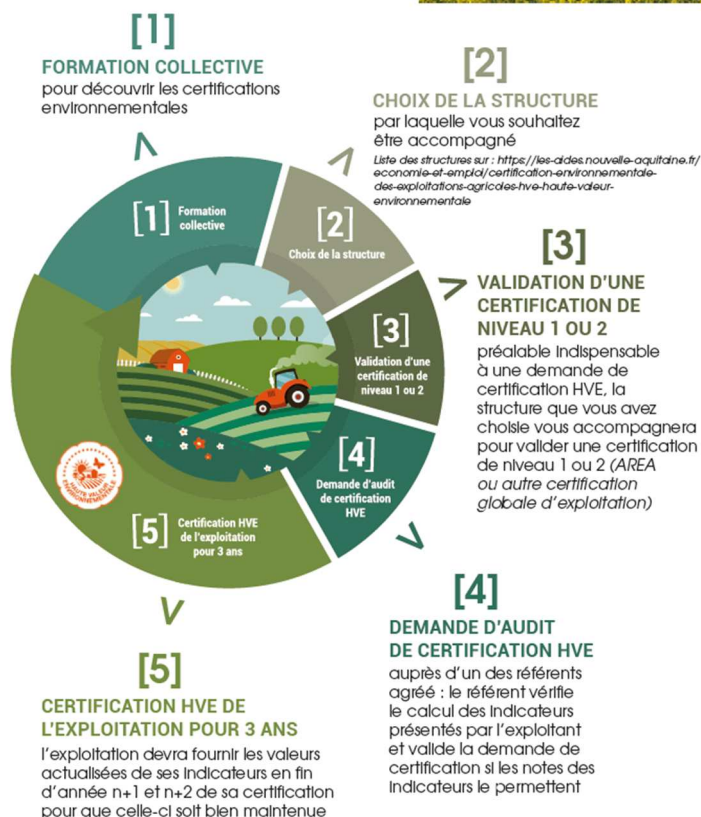 [1]
FORMATION COLLECTIVE
pour découvrir les certifications
environnementales
[2]
CHOIX DE LA STRUCTURE
par laquelle vous souhaitez
être accompagné
Liste des structures sur : https://les-aides.nouvelle-aquitaine.fr/
economie-et-emploi/certification-environnementale-
des-exploitations-agricoles-hve-haute-valeur-
environnementale
[1] Formation
collective
[2]
Choix de la structure
[3]
Validation d'une
certification de
niveau 1 ou 2
[4]
Demande d'audit
de certification
HVE
[5] Certification HVE
de l'exploitation
pour 3 ans
HAUTE VALEUR
ENVIRONNEMENTALE
[3]
VALIDATION D'UNE
CERTIFICATION DE
NIVEAU 1 OU 2
préalable indispensable
à une demande de
certification HVE, la
structure que vous avez
choisie vous accompagnera
pour valider une certification
de niveau 1 ou 2 (AREA
ou autre certification
globale d'exploitation)
[4]
DEMANDE D'AUDIT
DE CERTIFICATION HVE
auprès d'un des référents
agréé : le référent vérifie
le calcul des indicateurs
présentés par l'exploitant
et valide la demande de
certification si les notes des
indicateurs le permettent
[5]
CERTIFICATION HVE DE
L'EXPLOITATION POUR 3 ANS
l'exploitation devra fournir les valeurs
actualisées de ses indicateurs en fin
d'année n+1 et n+2 de sa certification
pour que celle-ci soit bien maintenue